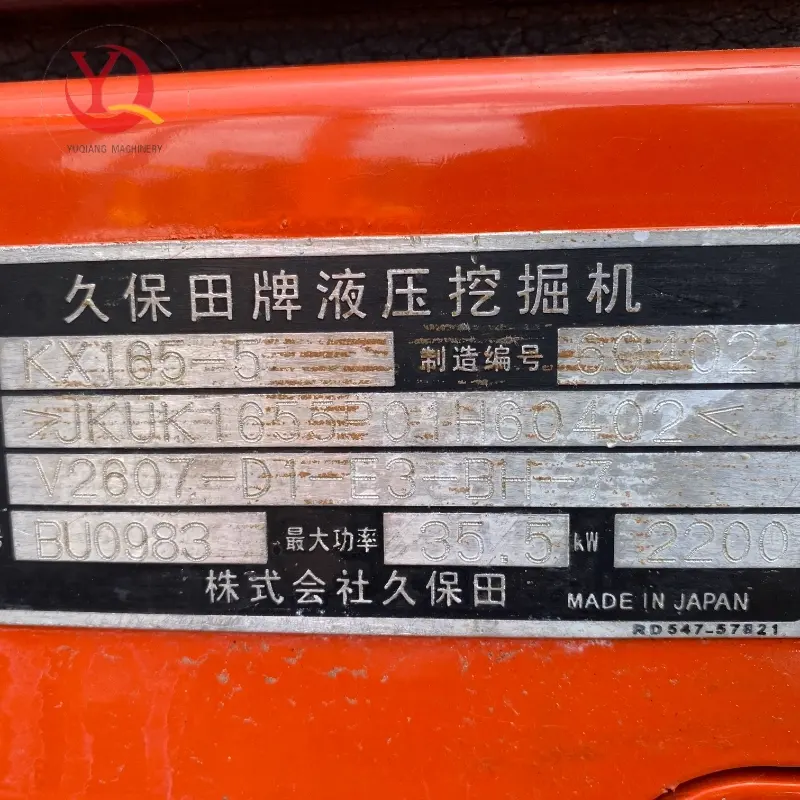 YUQIANG MACHINERY
久保田牌液压挖掘机
KX165-5 制造编号 60402
>JKUK1655P01H60402<
V2607-D1-E3-BH-7
BU0983 最大功率 35.5 kW 2200
株式会社久保田 MADE IN JAPAN
RD547-57821